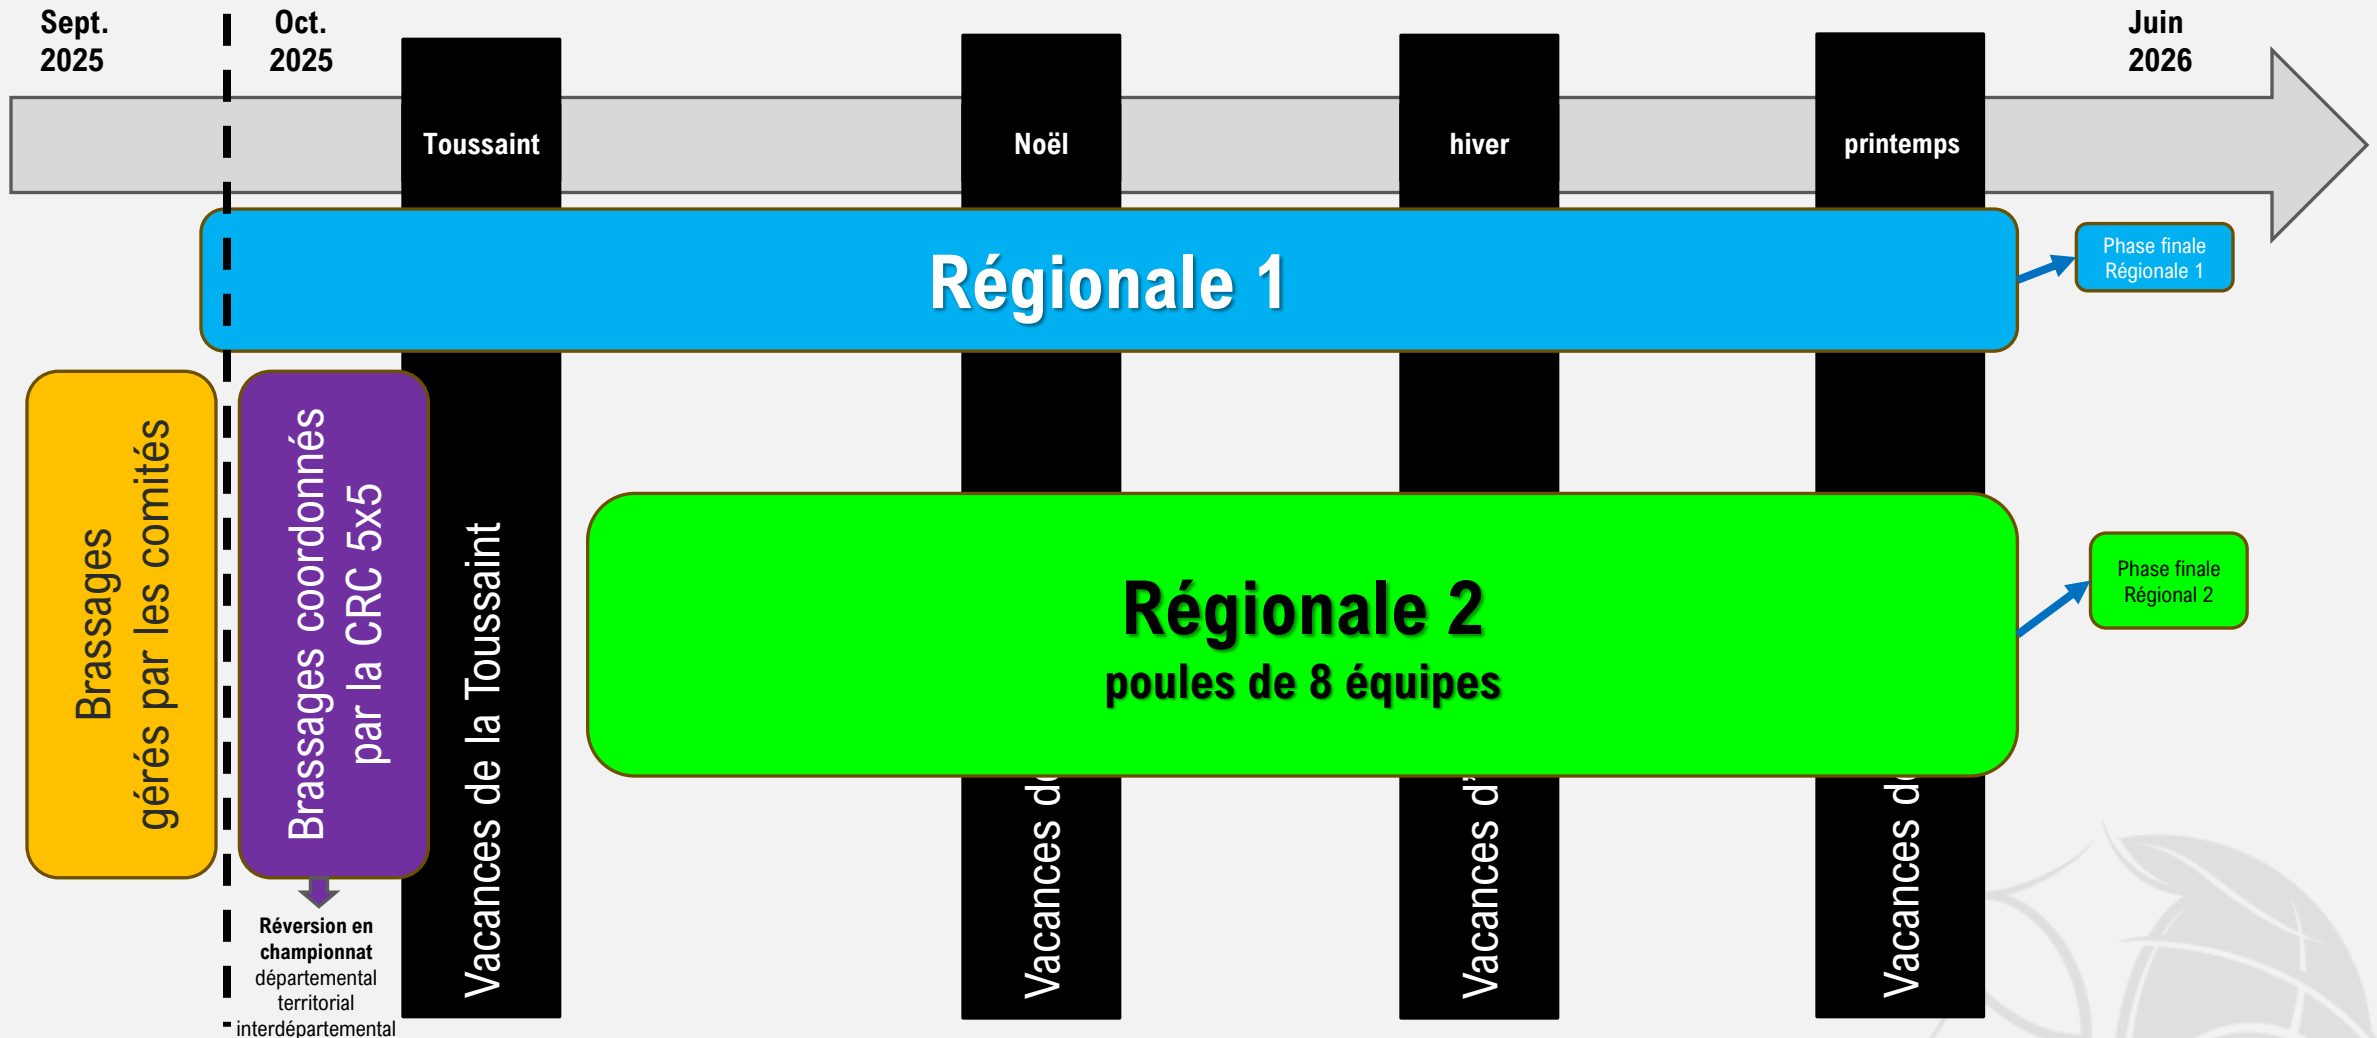 Sept.
2025
Oct.
2025
Juin
2026
Toussaint
Noël
hiver
printemps
Régionale 1
Phase finale
Régionale 1
Brassages
gérés par les comités
Brassages coordonnés
par la CRC 5x5
Vacances de la Toussaint
Régionale 2
poules de 8 équipes
Phase finale
Régional 2
Vacances
Vacances
Vacances
Réversion en
championnat
départemental
territorial
interdépartemental